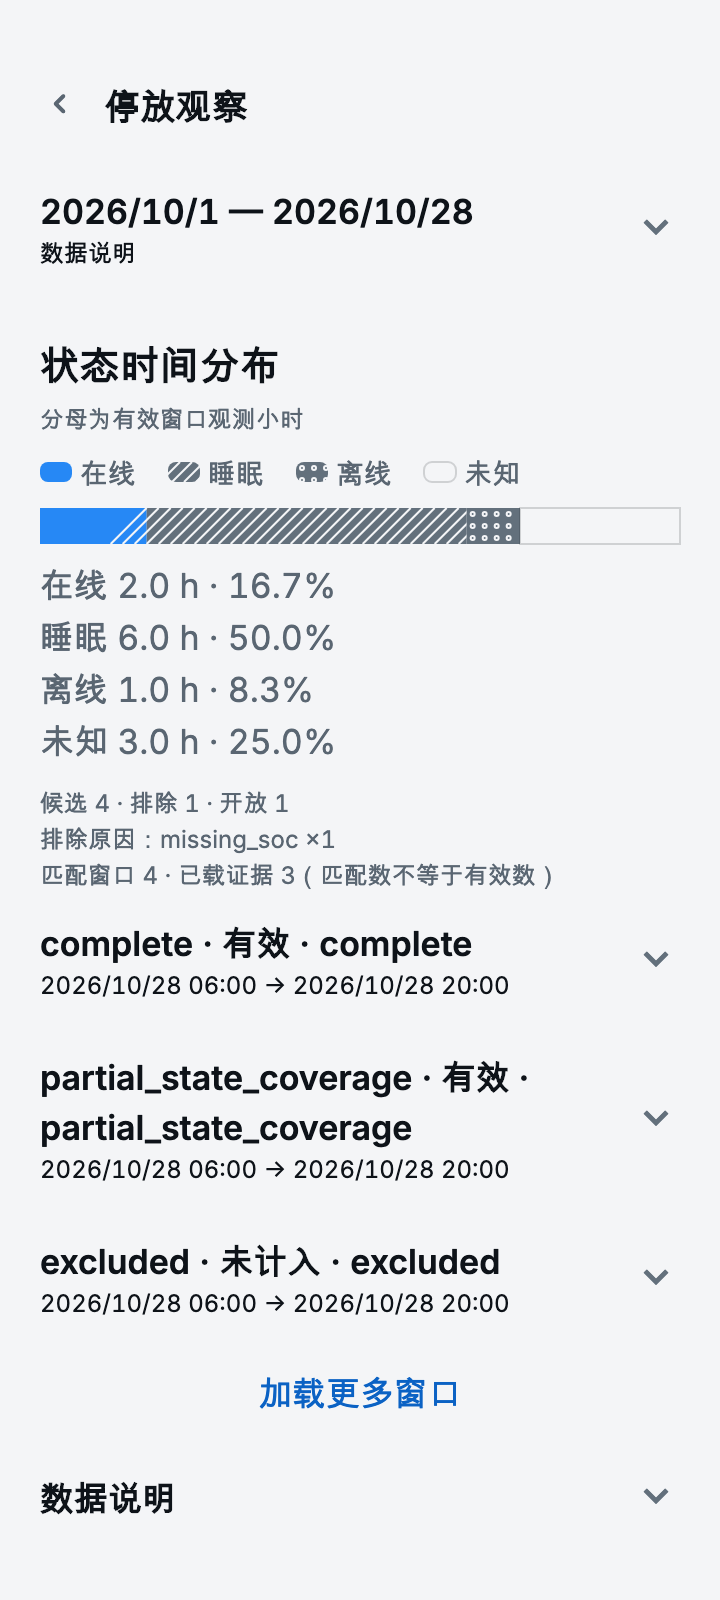 停放观察
2026/10/1 — 2026/10/28
数据说明
状态时间分布
分母为有效窗口观测小时
在线 睡眠 离线 未知
在线 2.0 h · 16.7%
睡眠 6.0 h · 50.0%
离线 1.0 h · 8.3%
未知 3.0 h · 25.0%
候选 4 · 排除 1 · 开放 1
排除原因：missing_soc ×1
匹配窗口 4 · 已载证据 3（匹配数不等于有效数）
complete · 有效 · complete
2026/10/28 06:00 → 2026/10/28 20:00
partial_state_coverage · 有效 ·
partial_state_coverage
2026/10/28 06:00 → 2026/10/28 20:00
excluded · 未计入 · excluded
2026/10/28 06:00 → 2026/10/28 20:00
加载更多窗口
数据说明